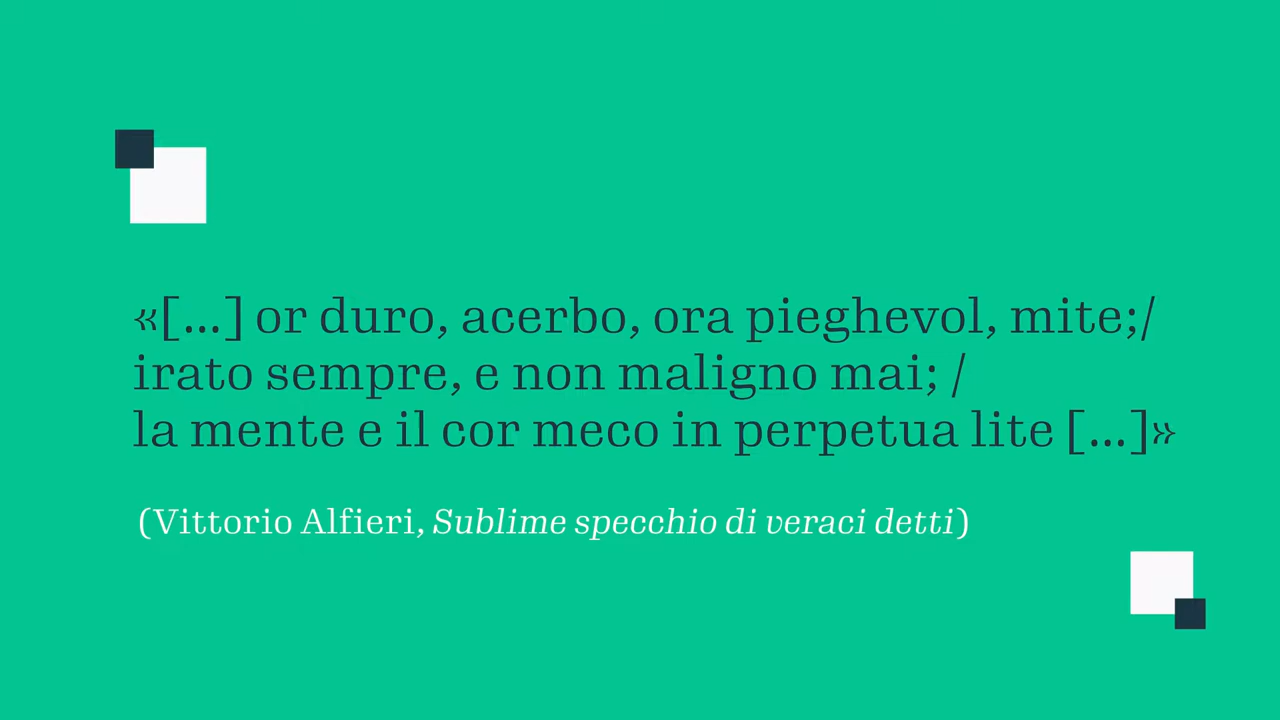 «[...] or duro, acerbo, ora pieghevol, mite;/
irato sempre, e non maligno mai; /
la mente e il cor meco in perpetua lite [...]»
(Vittorio Alfieri, Sublime specchio di veraci detti)